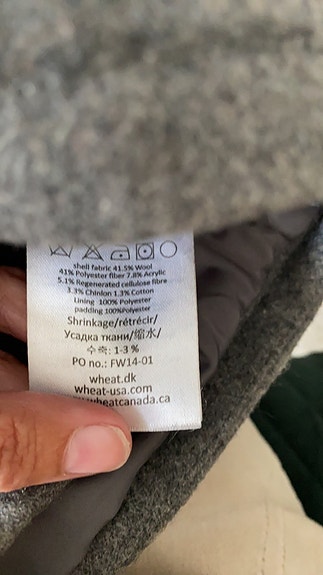 shell fabric 41.5% Wool
41% Polyester fiber 7.8% Acrylic
5.1% Regenerated cellulose fibre
3.3% Chinlon 1.3% Cotton
Lining 100% Polyester
padding 100%Polyester
Shrinkage/rétrécir/
Усадка ткани/缩水/
수축: 1-3 %
PO no.: FW14-01
wheat.dk
wheat-usa.com
wheatcanada.ca